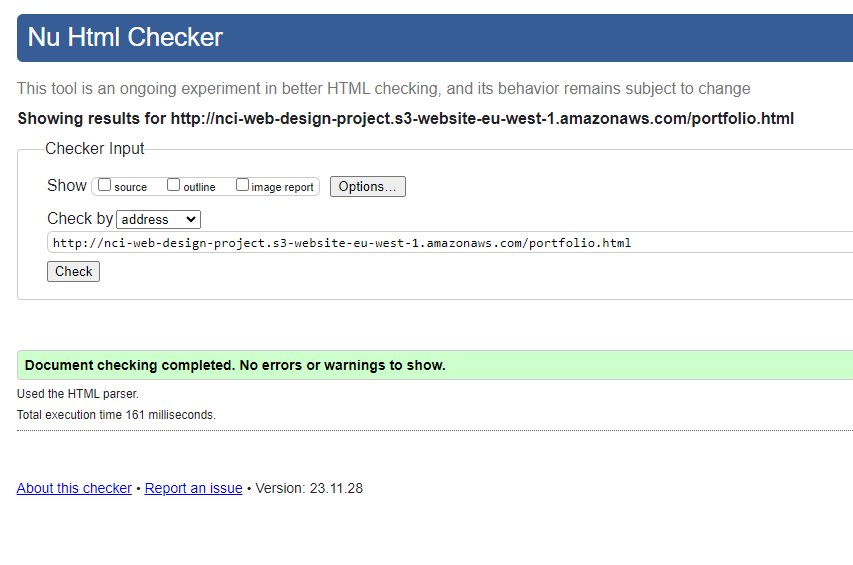 Nu Html Checker
This tool is an ongoing experiment in better HTML checking, and its behavior remains subject to change
Showing results for http://nci-web-design-project.s3-website-eu-west-1.amazonaws.com/portfolio.html
Checker Input
Show source outline image report Options...
Check by address
http://nci-web-design-project.s3-website-eu-west-1.amazonaws.com/portfolio.html
Check
Document checking completed. No errors or warnings to show.
Used the HTML parser.
Total execution time 161 milliseconds.
About this checker • Report an issue • Version: 23.11.28